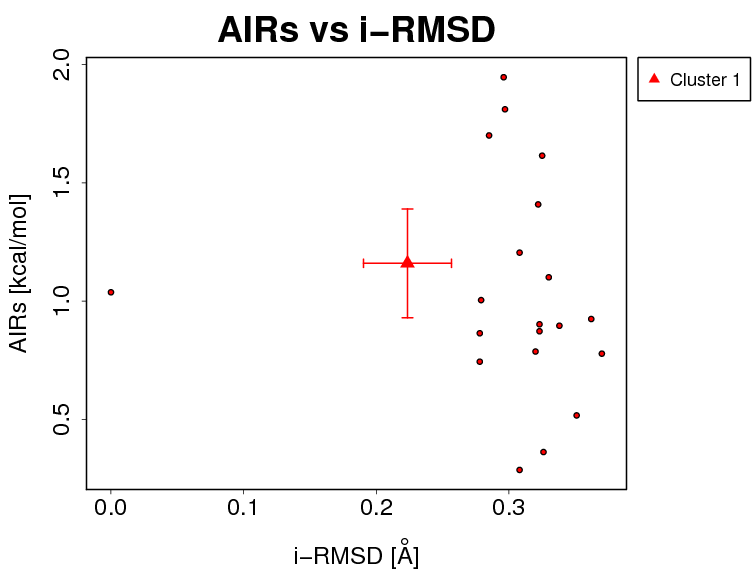 AIRs vs i−RMSD
Cluster 1
AIRs [kcal/mol]
2.0
1.5
1.0
0.5
0.0 0.1 0.2 0.3
i−RMSD [Å]